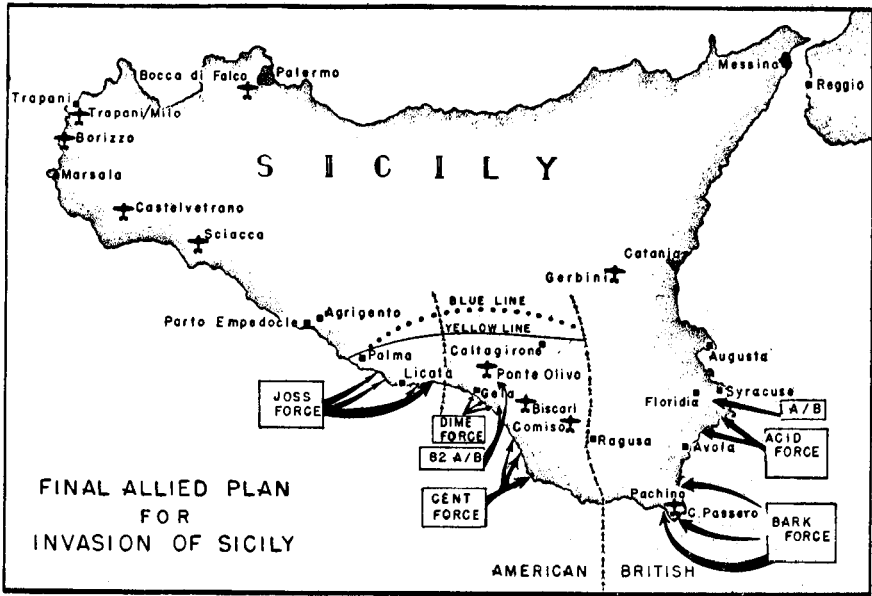 Messina
Reggio
Bocca di Falco
Palermo
Trapani
Trapani/Milo
Borizzo
Marsala
SICILY
Castelvetrano
Sciacca
Catania
Gerbini
BLUE LINE
YELLOW LINE
Agrigento
Porto Empedocle
Caltagirone
Palma
Licata
Ponte Olivo
Gela
Biscari
Comiso
Ragusa
Augusta
Syracuse
Floridia
A/B
Avola
ACID
FORCE
JOSS
FORCE
DIME
FORCE
82 A/B
CENT
FORCE
Pachino
C. Passero
BARK
FORCE
FINAL ALLIED PLAN
FOR
INVASION OF SICILY
AMERICAN
BRITISH